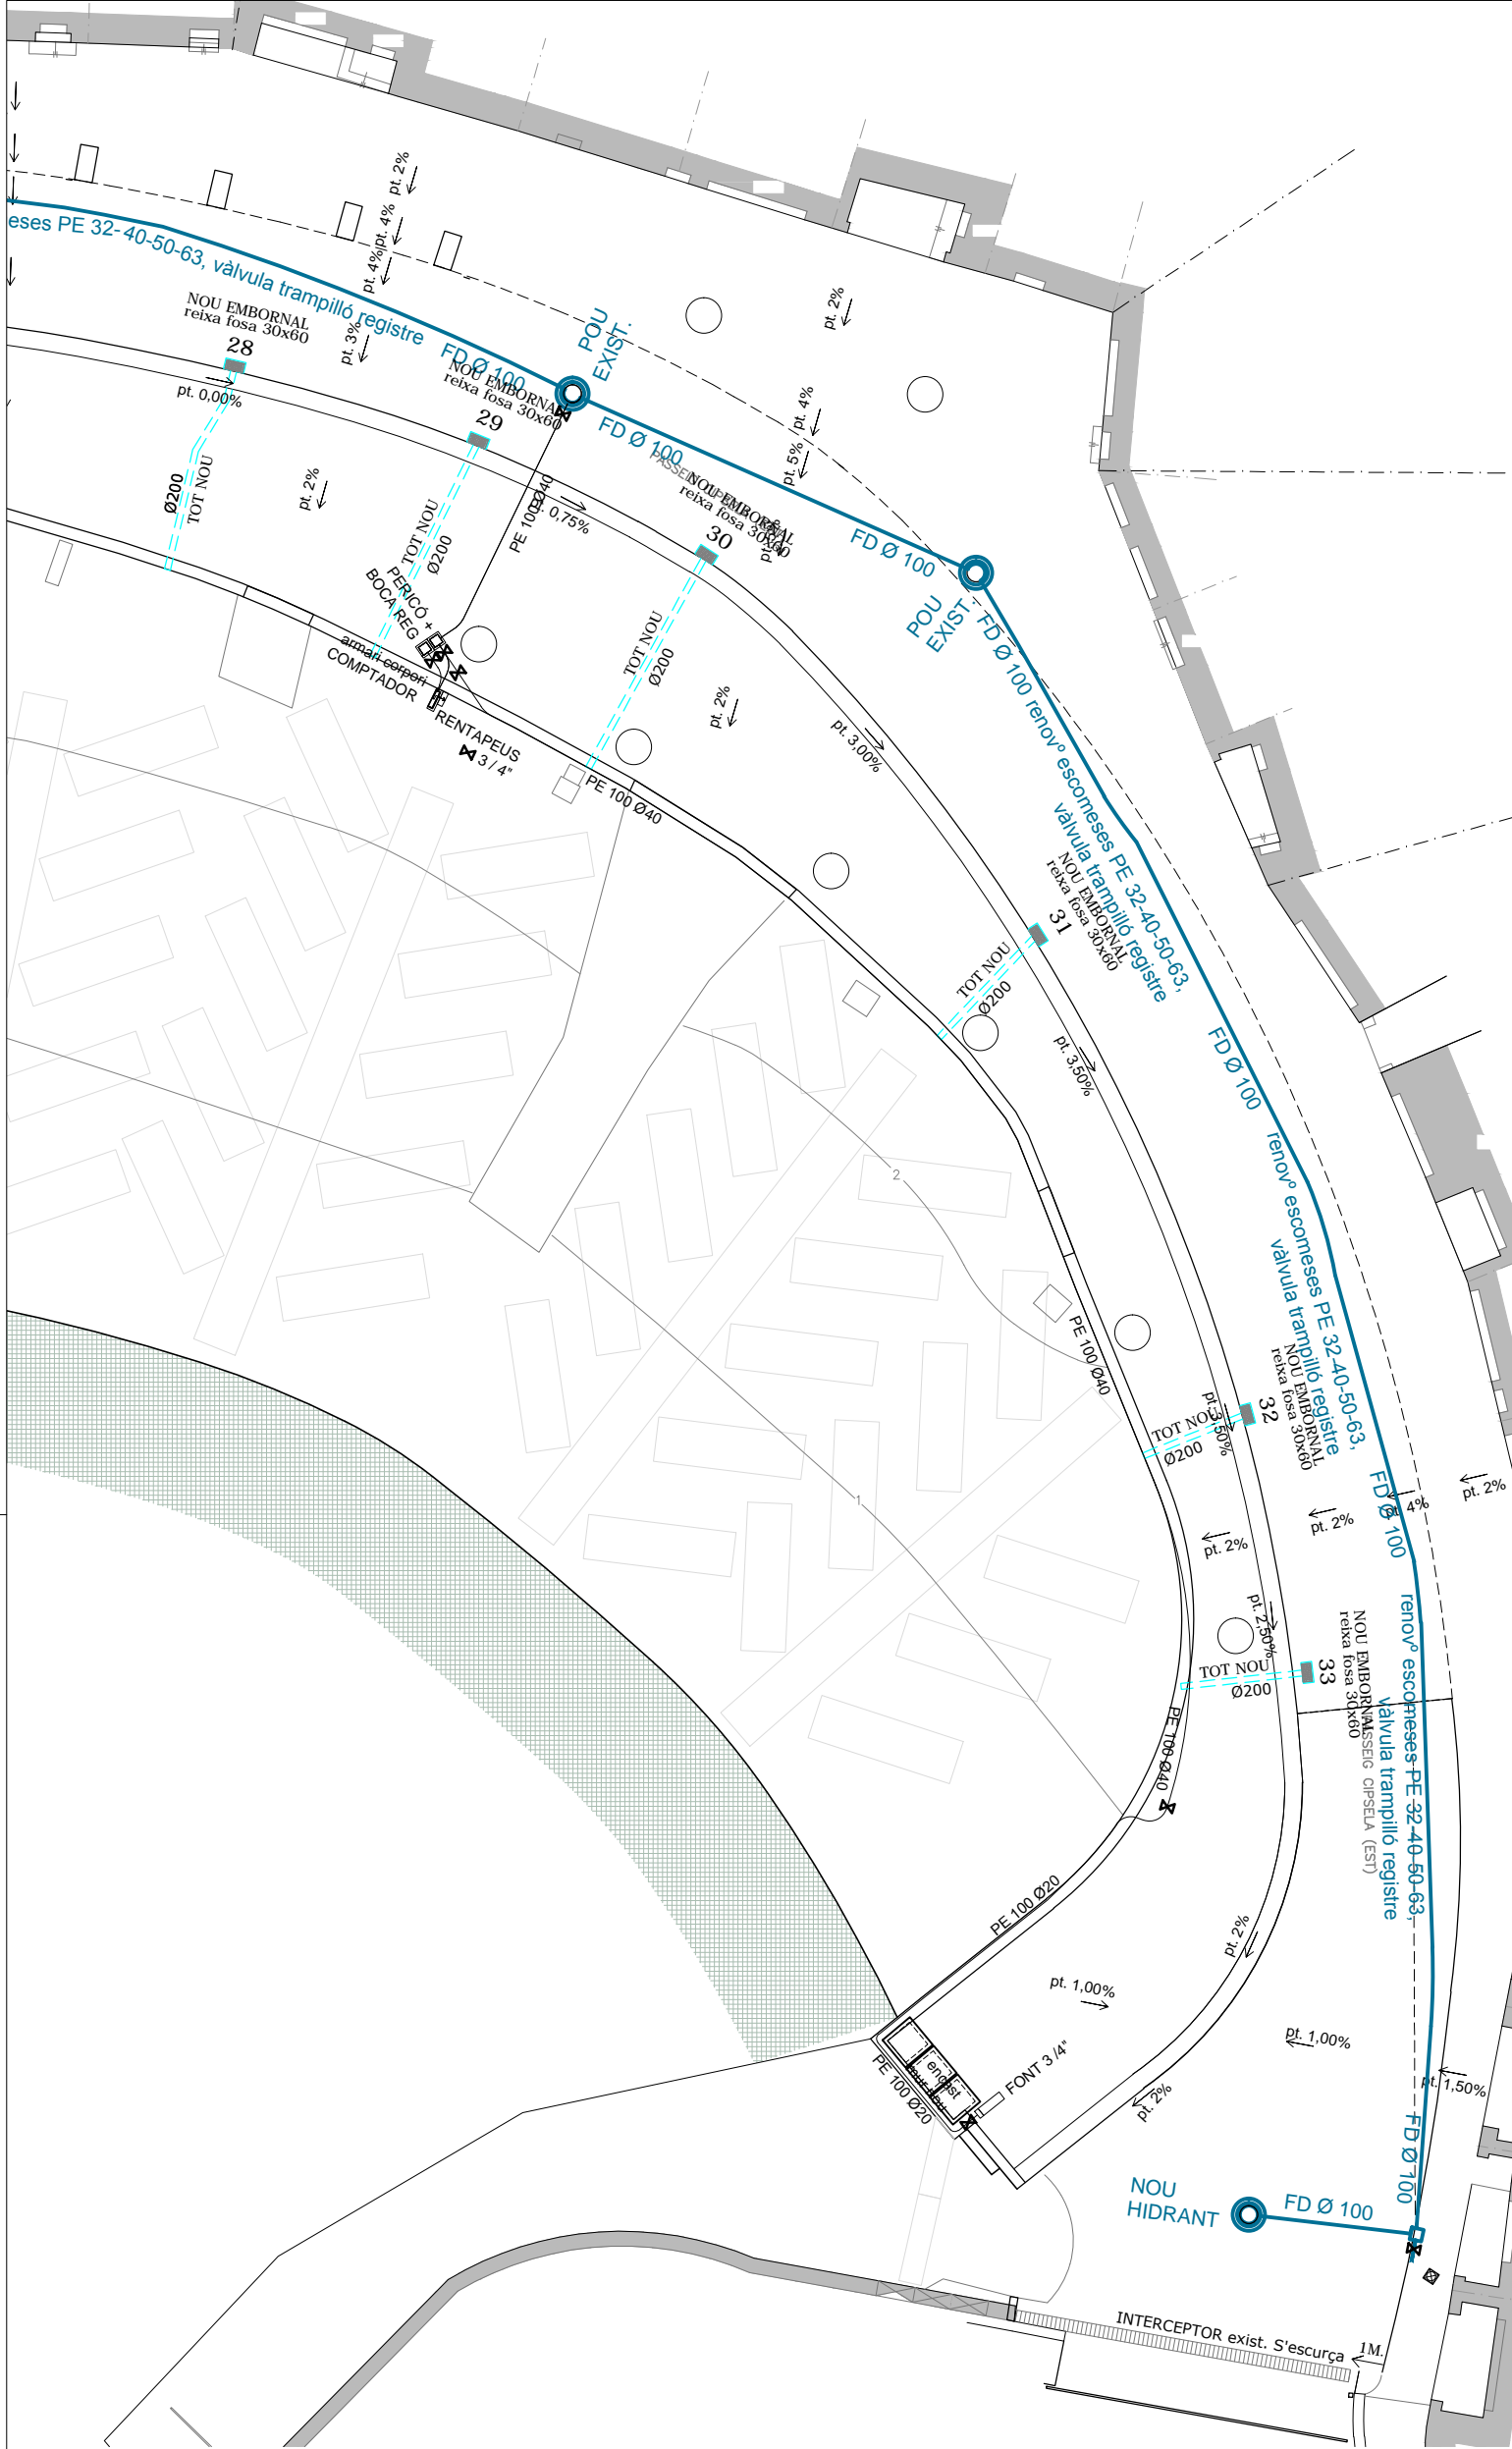 pt. 2%
pt. 4%
pt. 4%
pt. 3%
eses PE 32-40-50-63, vàlvula trampilló registre
FD Ø 100
NOU EMBORNAL
reixa fosa 30x60
28
pt. 0,00%
POU
EXIST.
NOU EMBORNAL
reixa fosa 30x60
29
FD Ø 100
pt. 2%
pt. 4%
pt. 5%
NOU EMBORNAL
reixa fosa 30x60
30
FD Ø 100
POU
EXIST.
Ø200
TOT NOU
pt. 2%
TOT NOU
Ø200
PE 100 Ø40
pt. 0,75%
PERICÓ +
BOCA REG
armari corpori
COMPTADOR
RENTAPEUS
3 / 4"
TOT NOU
Ø200
PE 100 Ø40
pt. 2%
pt. 3,00%
FD Ø 100 renovº escomeses PE 32-40-50-63,
vàlvula trampilló registre
NOU EMBORNAL
reixa fosa 30x60
31
TOT NOU
Ø200
pt. 3,50%
FD Ø 100
renovº escomeses PE 32-40-50-63,
vàlvula trampilló registre
2
PE 100 Ø40
NOU EMBORNAL
reixa fosa 30x60
32
TOT NOU
Ø200
pt. 3,50%
1
FD Ø 100
pt. 4%
pt. 2%
pt. 2%
pt. 2%
renovº escomeses PE 32-40-50-63,
vàlvula trampilló registre
NOU EMBORNAL
reixa fosa 30x60
33
pt. 2,50%
TOT NOU
Ø200
PASSEIG CIPSELA (EST)
PE 100 Ø40
PE 100 Ø20
pt. 2%
pt. 1,00%
pt. 1,00%
pt. 1,50%
pt. 2%
encast
PE 100 Ø20
FONT 3 /4"
FD Ø 100
NOU
HIDRANT
FD Ø 100
INTERCEPTOR exist. S'escurça
1M.